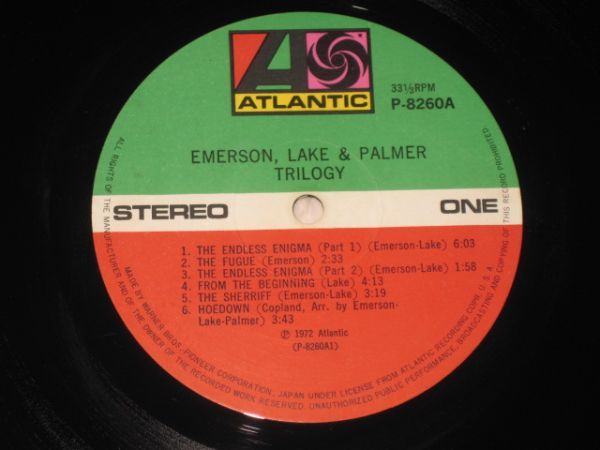 ATLANTIC
33⅓RPM
P-8260A
EMERSON, LAKE & PALMER
TRILOGY
STEREO
ONE
1. THE ENDLESS ENIGMA (Part 1) (Emerson-Lake) 6:03
2. THE FUGUE (Emerson) 2:33
3. THE ENDLESS ENIGMA (Part 2) (Emerson-Lake) 1:58
4. FROM THE BEGINNING (Lake) 4:13
5. THE SHERRIFF (Emerson-Lake) 3:19
6. HOEDOWN (Copland, Arr. by Emerson-
Lake-Palmer) 3:43
Ⓟ 1972 Atlantic
(P-8260A1)
MADE BY WARNER BROS.-PIONEER CORPORATION, JAPAN UNDER LICENSE FROM ATLANTIC RECORDING CORP. U.S.A.
ALL RIGHTS OF THE MANUFACTURER AND OF THE OWNER OF THE RECORDED WORK RESERVED. UNAUTHORIZED PUBLIC PERFORMANCE, BROADCASTING AND COPYING OF THIS RECORD PROHIBITED